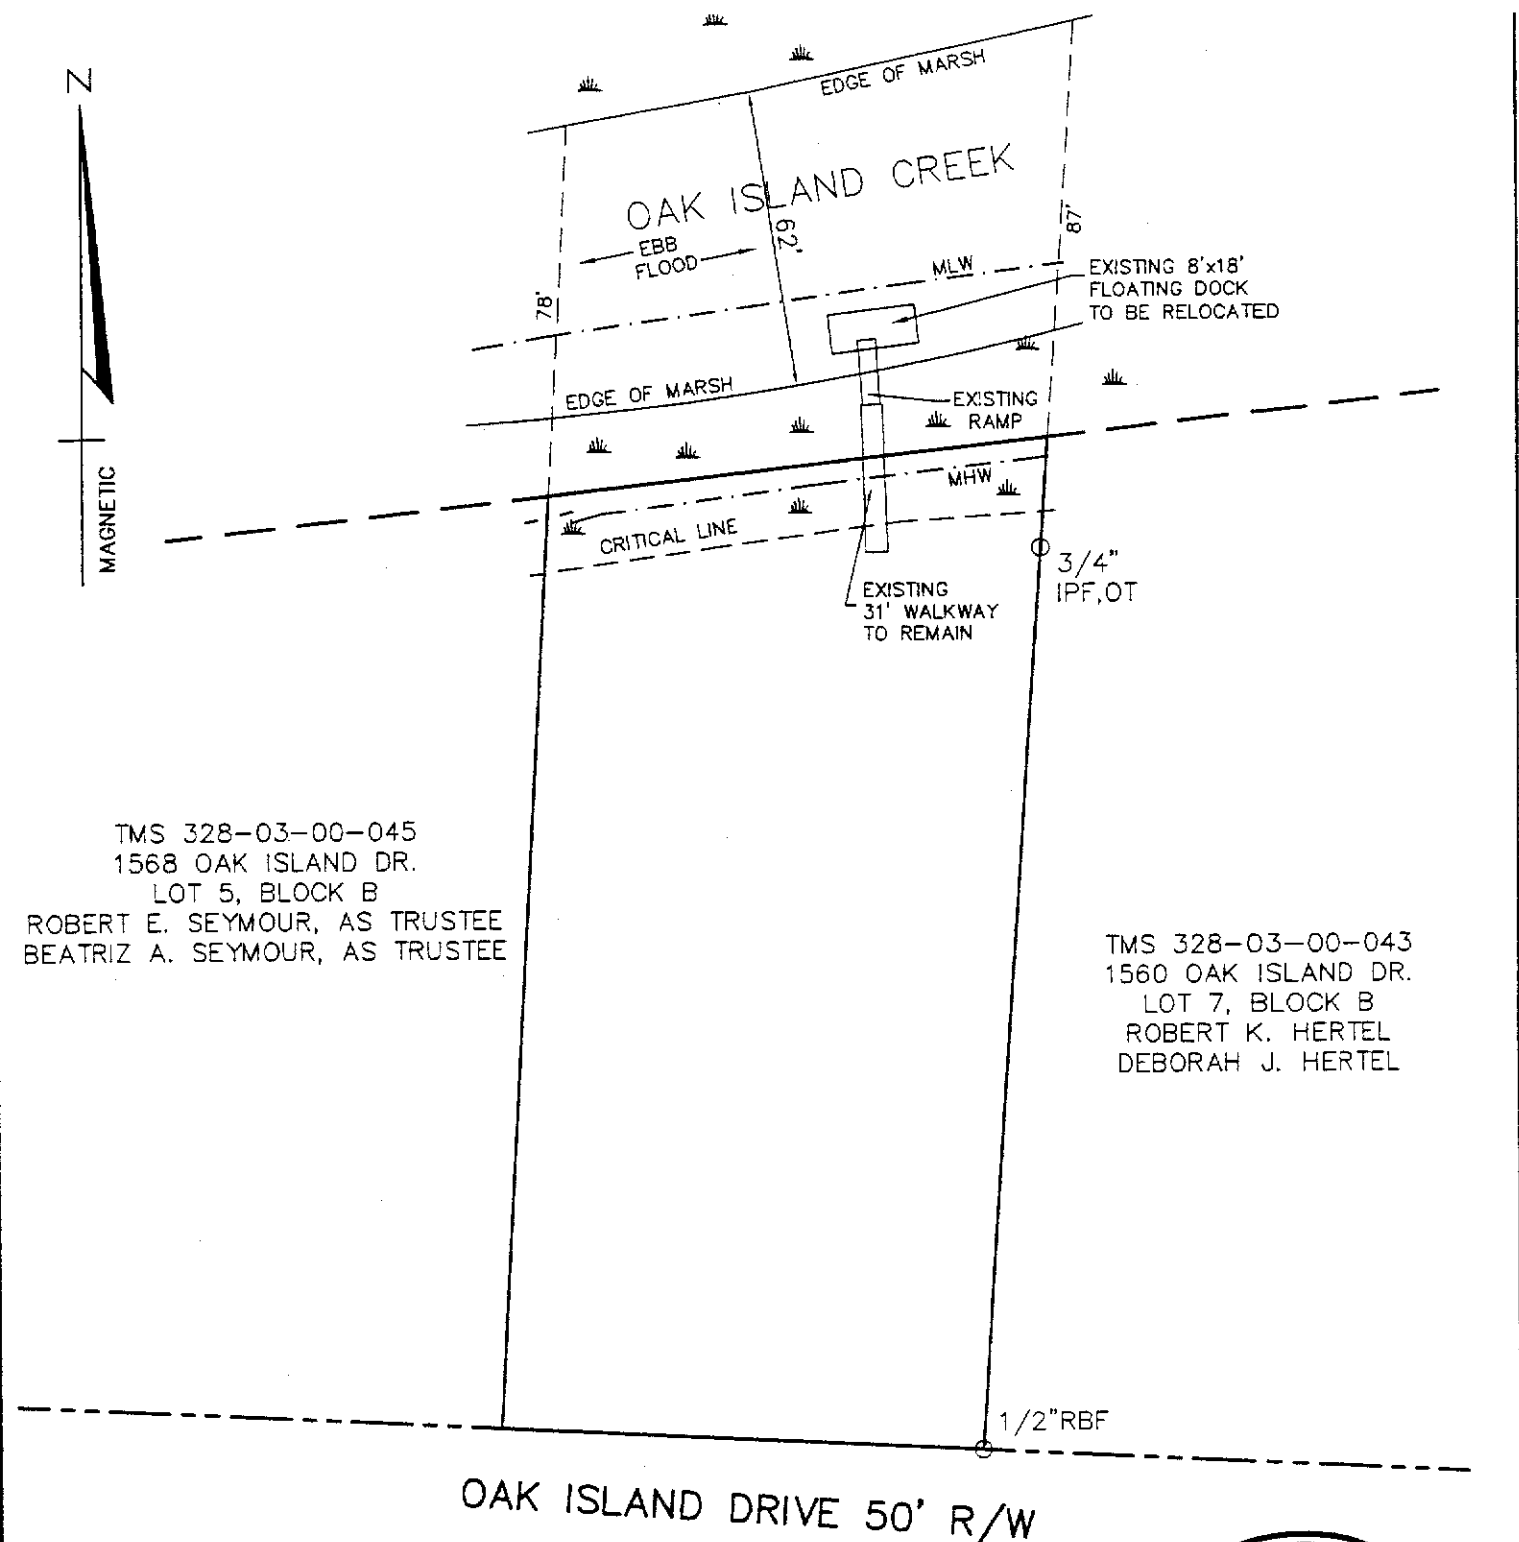 N
MAGNETIC
EDGE OF MARSH
OAK ISLAND CREEK
EBB
FLOOD
62'
78'
87'
MLW
EXISTING 8'x18'
FLOATING DOCK
TO BE RELOCATED
EDGE OF MARSH
EXISTING
RAMP
MHW
CRITICAL LINE
3/4"
IPF,OT
EXISTING
31' WALKWAY
TO REMAIN
TMS 328-03-00-045
1568 OAK ISLAND DR.
LOT 5, BLOCK B
ROBERT E. SEYMOUR, AS TRUSTEE
BEATRIZ A. SEYMOUR, AS TRUSTEE
TMS 328-03-00-043
1560 OAK ISLAND DR.
LOT 7, BLOCK B
ROBERT K. HERTEL
DEBORAH J. HERTEL
1/2"RBF
OAK ISLAND DRIVE 50' R/W